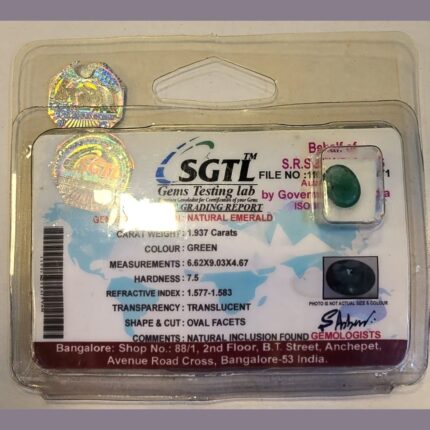 Behalf of
SGTL™
S.R.S
Gems Testing lab
FILE NO :
GRADING REPORT
by Gover
ISO
NATURAL EMERALD
CARAT WEIGHT :1.937 Carats
COLOUR :GREEN
MEASUREMENTS :6.62X9.03X4.67
HARDNESS :7.5
REFRACTIVE INDEX :1.577-1.583
PHOTO IS NOT ACTUAL SIZE & COLOUR
TRANSPARENCY :TRANSLUCENT
SHAPE & CUT :OVAL FACETS
COMMENTS :NATURAL INCLUSION FOUND GEMOLOGISTS
Bangalore: Shop No.: 88/1, 2nd Floor, B.T. Street, Anchepet,
Avenue Road Cross, Bangalore-53 India.